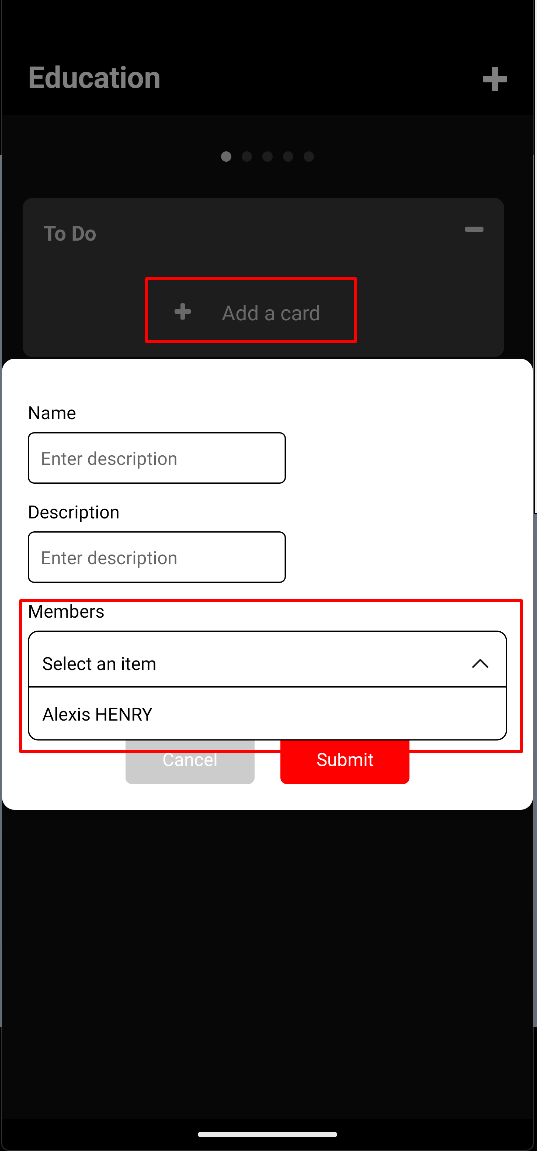 Education
To Do
Add a card
Name
Enter description
Description
Enter description
Members
Select an item
Alexis HENRY
Cancel Submit